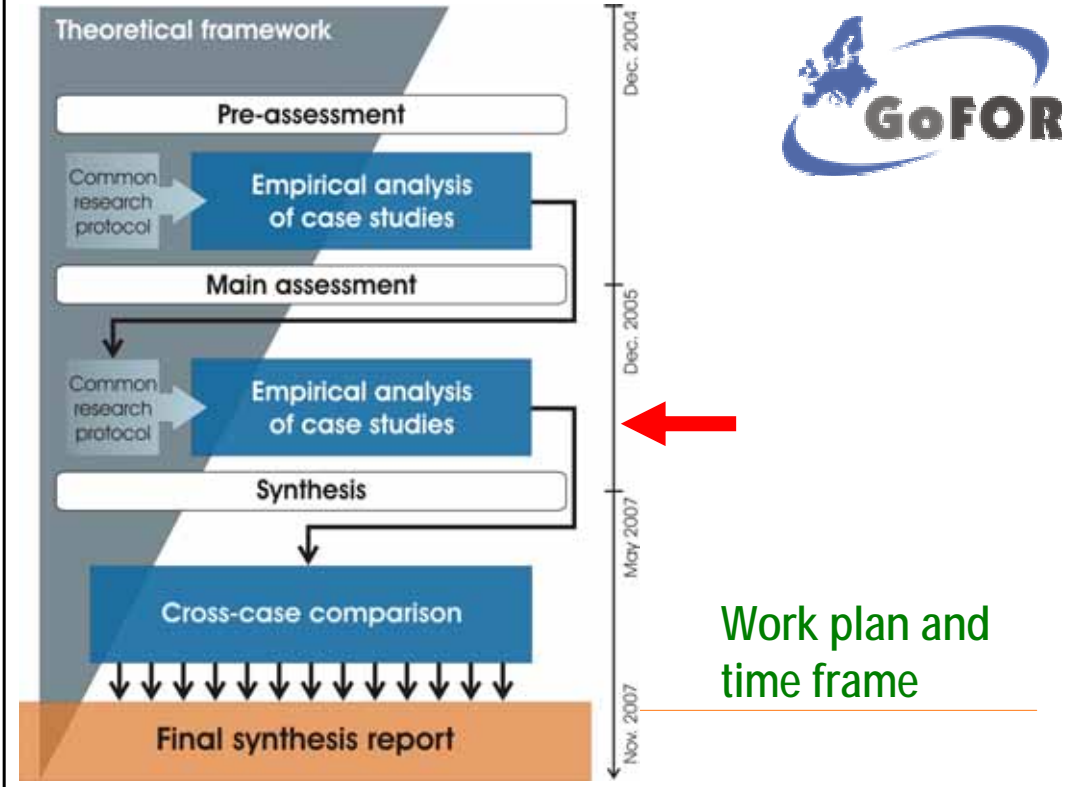 Theoretical framework
Pre-assessment
Common
research
protocol
Empirical analysis
of case studies
Main assessment
Common
research
protocol
Empirical analysis
of case studies
Synthesis
Cross-case comparison
Final synthesis report
Dec. 2004
Dec. 2005
May 2007
Nov. 2007
GoFOR
Work plan and
time frame